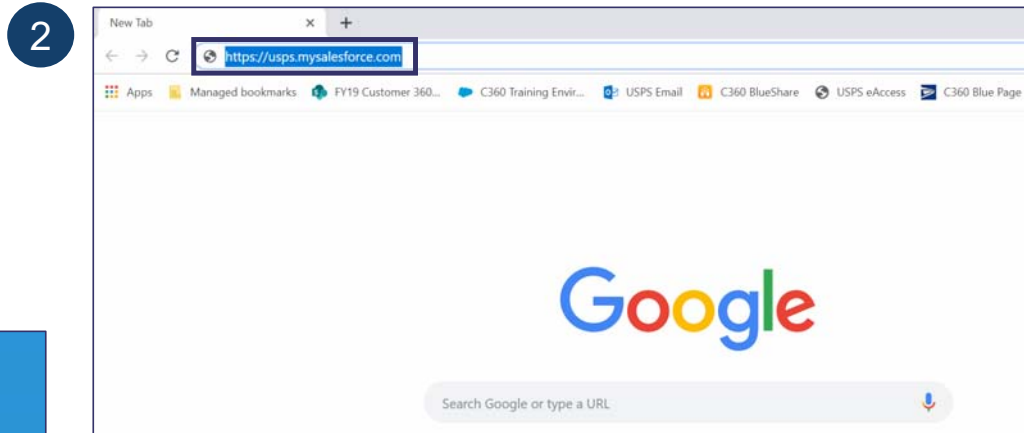 2
New Tab
https://usps.mysalesforce.com
Apps Managed bookmarks FY19 Customer 360... C360 Training Envir... USPS Email C360 BlueShare USPS eAccess C360 Blue Page
Google
Search Google or type a URL